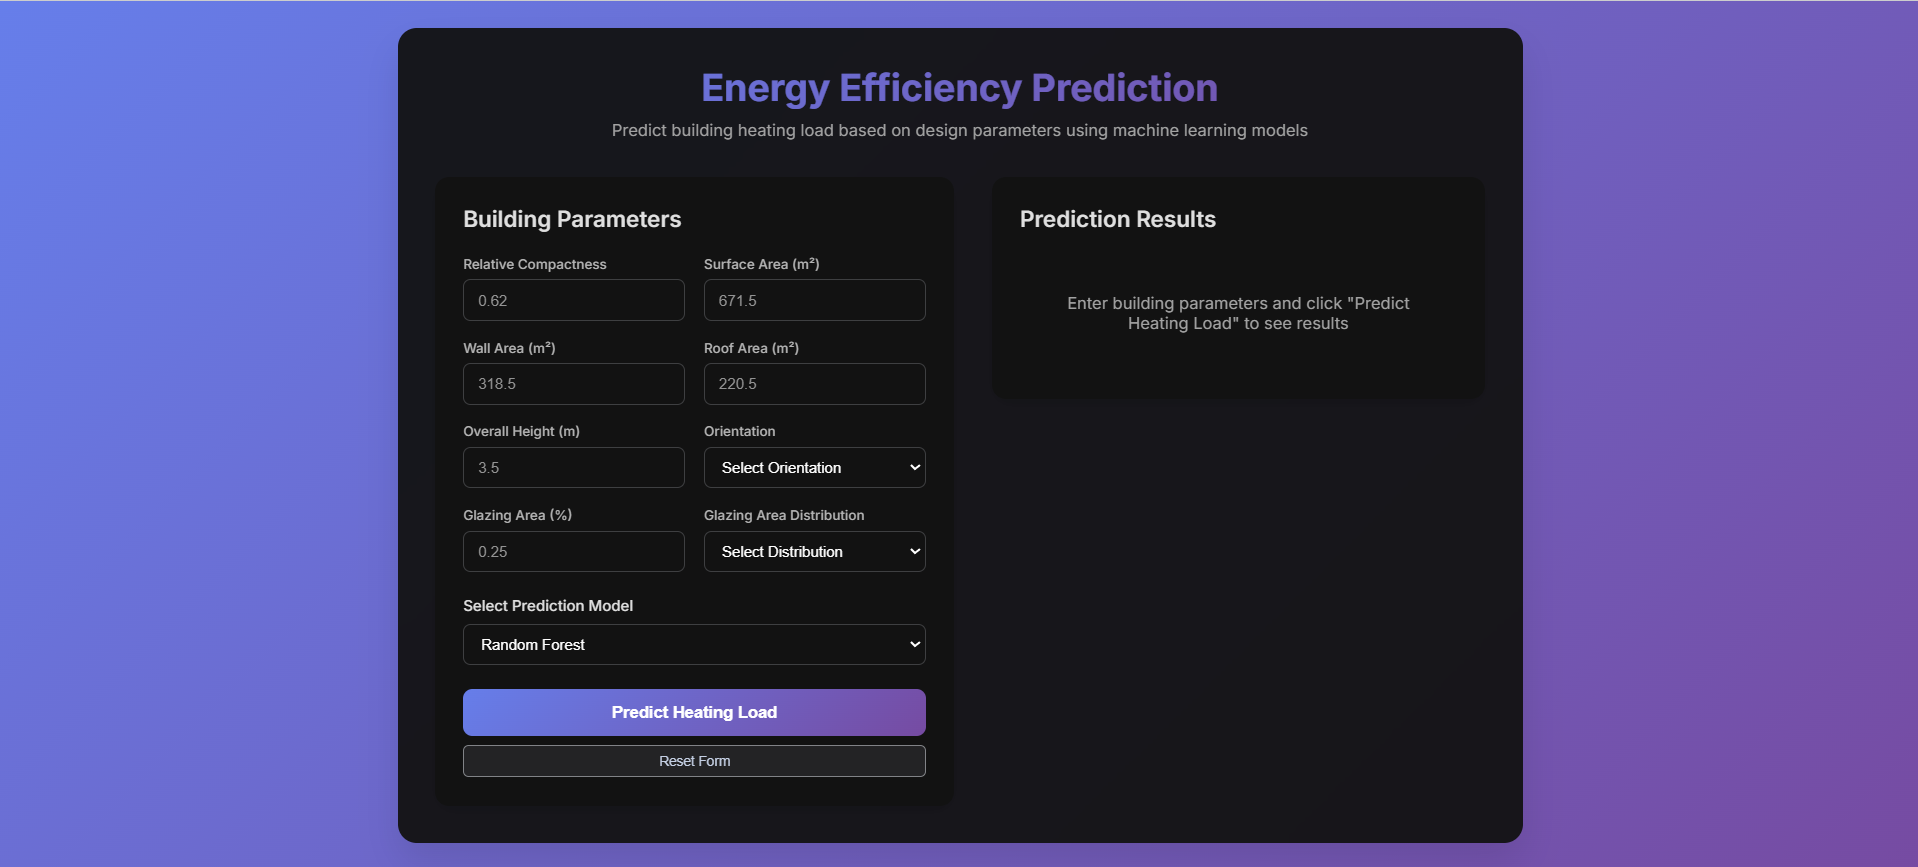 Energy Efficiency Prediction
Predict building heating load based on design parameters using machine learning models
Building Parameters
Relative Compactness
0.62
Surface Area (m²)
671.5
Wall Area (m²)
318.5
Roof Area (m²)
220.5
Overall Height (m)
3.5
Orientation
Select Orientation
Glazing Area (%)
0.25
Glazing Area Distribution
Select Distribution
Select Prediction Model
Random Forest
Predict Heating Load
Reset Form
Prediction Results
Enter building parameters and click "Predict
Heating Load" to see results